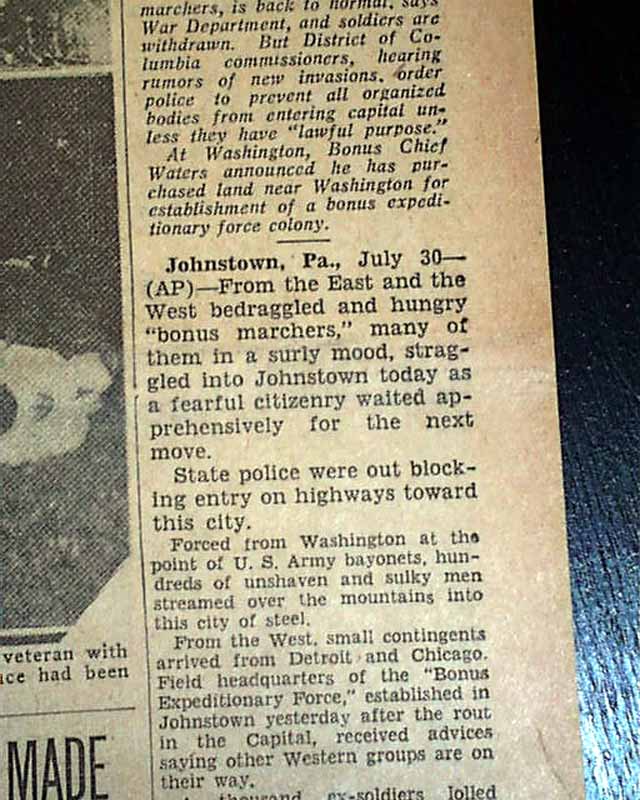 marchers, is back to normal, says
War Department, and soldiers are
withdrawn. But District of Co-
lumbia commissioners, hearing
rumors of new invasions, order
police to prevent all organized
bodies from entering capital un-
less they have "lawful purpose."
At Washington, Bonus Chief
Waters announced he has pur-
chased land near Washington for
establishment of a bonus expedi-
tionary force colony.
Johnstown, Pa., July 30—
(AP)—From the East and the
West bedraggled and hungry
"bonus marchers," many of
them in a surly mood, strag-
gled into Johnstown today as
a fearful citizenry waited ap-
prehensively for the next
move.
State police were out block-
ing entry on highways toward
this city.
Forced from Washington at the
point of U. S. Army bayonets, hun-
dreds of unshaven and sulky men
streamed over the mountains into
this city of steel.
From the West, small contingents
arrived from Detroit and Chicago.
Field headquarters of the "Bonus
Expeditionary Force," established in
Johnstown yesterday after the rout
in the Capital, received advices
saying other Western groups are on
their way.
thousand ex-soldiers lolled
veteran with
had been
MADE